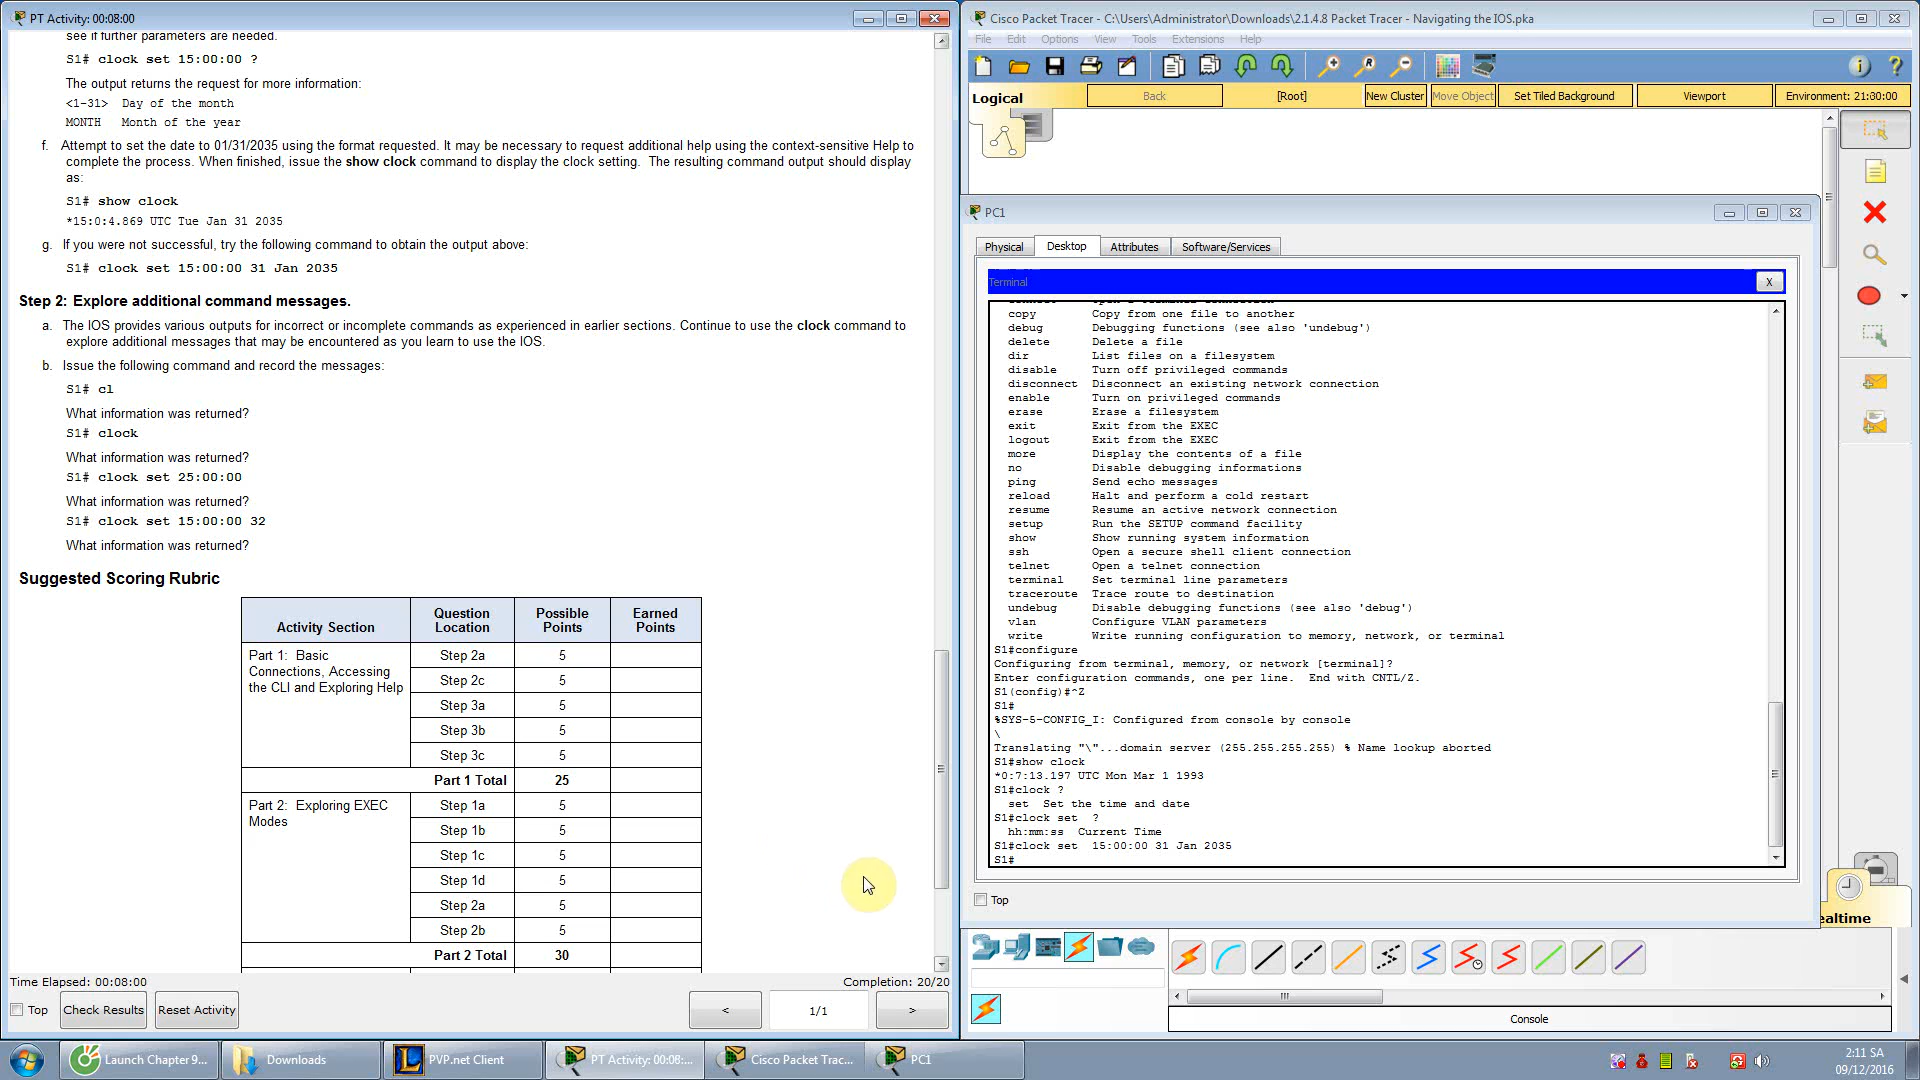 PT Activity: 00:08:00
see if further parameters are needed.
S1# clock set 15:00:00 ?
The output returns the request for more information:
<1-31> Day of the month
MONTH Month of the year
f. Attempt to set the date to 01/31/2035 using the format requested. It may be necessary to request additional help using the context-sensitive Help to
complete the process. When finished, issue the show clock command to display the clock setting. The resulting command output should display
as:
S1# show clock
*15:0:4.869 UTC Tue Jan 31 2035
g. If you were not successful, try the following command to obtain the output above:
S1# clock set 15:00:00 31 Jan 2035
Step 2: Explore additional command messages.
a. The IOS provides various outputs for incorrect or incomplete commands as experienced in earlier sections. Continue to use the clock command to
explore additional messages that may be encountered as you learn to use the IOS.
b. Issue the following command and record the messages:
S1# cl
What information was returned?
S1# clock
What information was returned?
S1# clock set 25:00:00
What information was returned?
S1# clock set 15:00:00 32
What information was returned?
Suggested Scoring Rubric
Activity Section
Question Location
Possible Points
Earned Points
Part 1: Basic
Connections, Accessing
the CLI and Exploring Help
Step 2a 5
Step 2c 5
Step 3a 5
Step 3b 5
Step 3c 5
Part 1 Total 25
Part 2: Exploring EXEC
Modes
Step 1a 5
Step 1b 5
Step 1c 5
Step 1d 5
Step 2a 5
Step 2b 5
Part 2 Total 30
Time Elapsed: 00:08:00
Completion: 20/20
Top
Check Results
Reset Activity
<
1/1
>
Cisco Packet Tracer - C:\Users\Administrator\Downloads\2.1.4.8 Packet Tracer - Navigating the IOS.pka
File Edit Options View Tools Extensions Help
Logical
Back
[Root]
New Cluster
Move Object
Set Tiled Background
Viewport
Environment: 21:30:00
PC1
Physical
Desktop
Attributes
Software/Services
Terminal
X
copy Copy from one file to another
debug Debugging functions (see also 'undebug')
delete Delete a file
dir List files on a filesystem
disable Turn off privileged commands
disconnect Disconnect an existing network connection
enable Turn on privileged commands
erase Erase a filesystem
exit Exit from the EXEC
logout Exit from the EXEC
more Display the contents of a file
no Disable debugging informations
ping Send echo messages
reload Halt and perform a cold restart
resume Resume an active network connection
setup Run the SETUP command facility
show Show running system information
ssh Open a secure shell client connection
telnet Open a telnet connection
terminal Set terminal line parameters
traceroute Trace route to destination
undebug Disable debugging functions (see also 'debug')
vlan Configure VLAN parameters
write Write running configuration to memory, network, or terminal
S1#configure
Configuring from terminal, memory, or network [terminal]?
Enter configuration commands, one per line. End with CNTL/Z.
S1(config)#^Z
S1#
%SYS-5-CONFIG_I: Configured from console by console
\
Translating "\"...domain server (255.255.255.255) % Name lookup aborted
S1#show clock
*0:7:13.197 UTC Mon Mar 1 1993
S1#clock ?
set Set the time and date
S1#clock set ?
hh:mm:ss Current Time
S1#clock set 15:00:00 31 Jan 2035
S1#
Top
ealtime
Console
Launch Chapter 9...
Downloads
PVP.net Client
PT Activity: 00:08:...
Cisco Packet Trac...
PC1
2:11 SA
09/12/2016